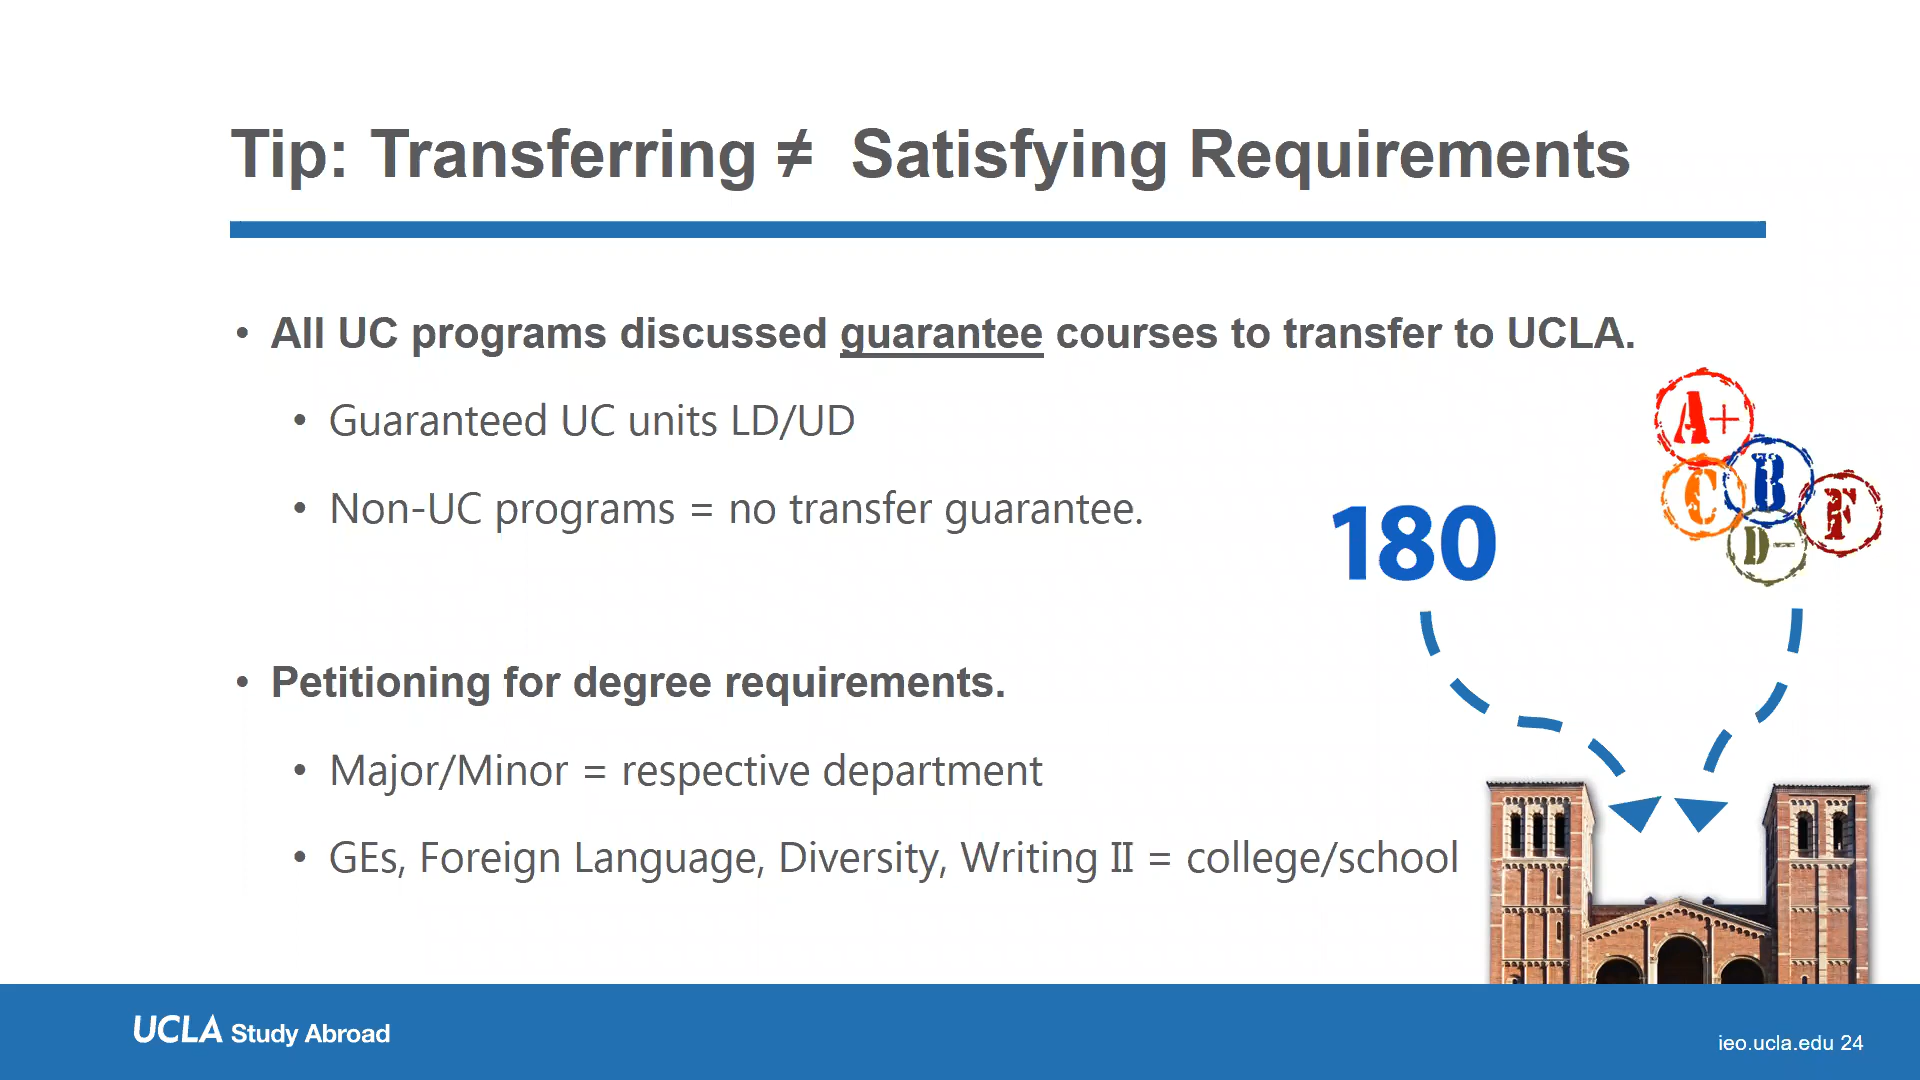 Tip: Transferring ≠ Satisfying Requirements
• All UC programs discussed guarantee courses to transfer to UCLA.
• Guaranteed UC units LD/UD
• Non-UC programs = no transfer guarantee.
180
A+
B
C
D-
F
• Petitioning for degree requirements.
• Major/Minor = respective department
• GEs, Foreign Language, Diversity, Writing II = college/school
UCLA Study Abroad
ieo.ucla.edu 24